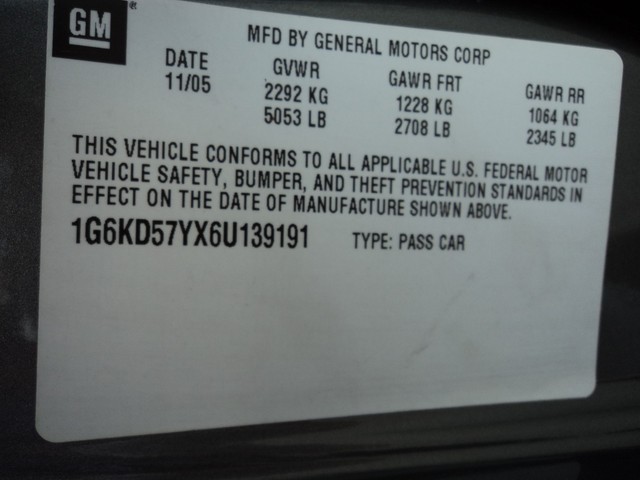 GM
MFD BY GENERAL MOTORS CORP
DATE GVWR GAWR FRT GAWR RR
11/05 2292 KG 1228 KG 1064 KG
5053 LB 2708 LB 2345 LB
THIS VEHICLE CONFORMS TO ALL APPLICABLE U.S. FEDERAL MOTOR
VEHICLE SAFETY, BUMPER, AND THEFT PREVENTION STANDARDS IN
EFFECT ON THE DATE OF MANUFACTURE SHOWN ABOVE.
1G6KD57YX6U139191 TYPE: PASS CAR